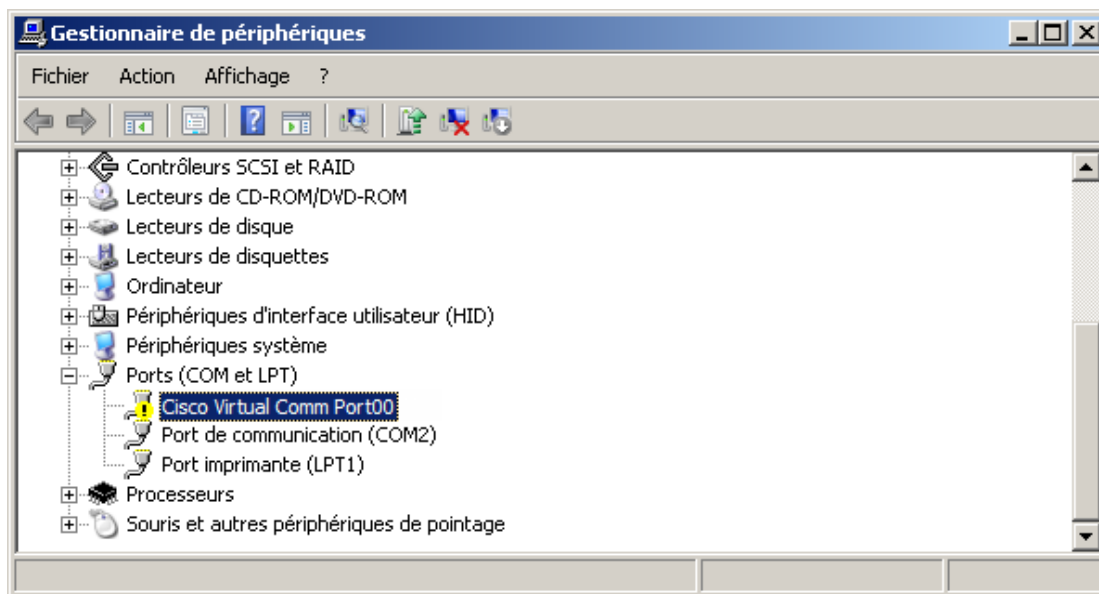 Gestionnaire de périphériques
Fichier Action Affichage ?
Contrôleurs SCSI et RAID
Lecteurs de CD-ROM/DVD-ROM
Lecteurs de disque
Lecteurs de disquettes
Ordinateur
Périphériques d'interface utilisateur (HID)
Périphériques système
Ports (COM et LPT)
Cisco Virtual Comm Port00
Port de communication (COM2)
Port imprimante (LPT1)
Processeurs
Souris et autres périphériques de pointage